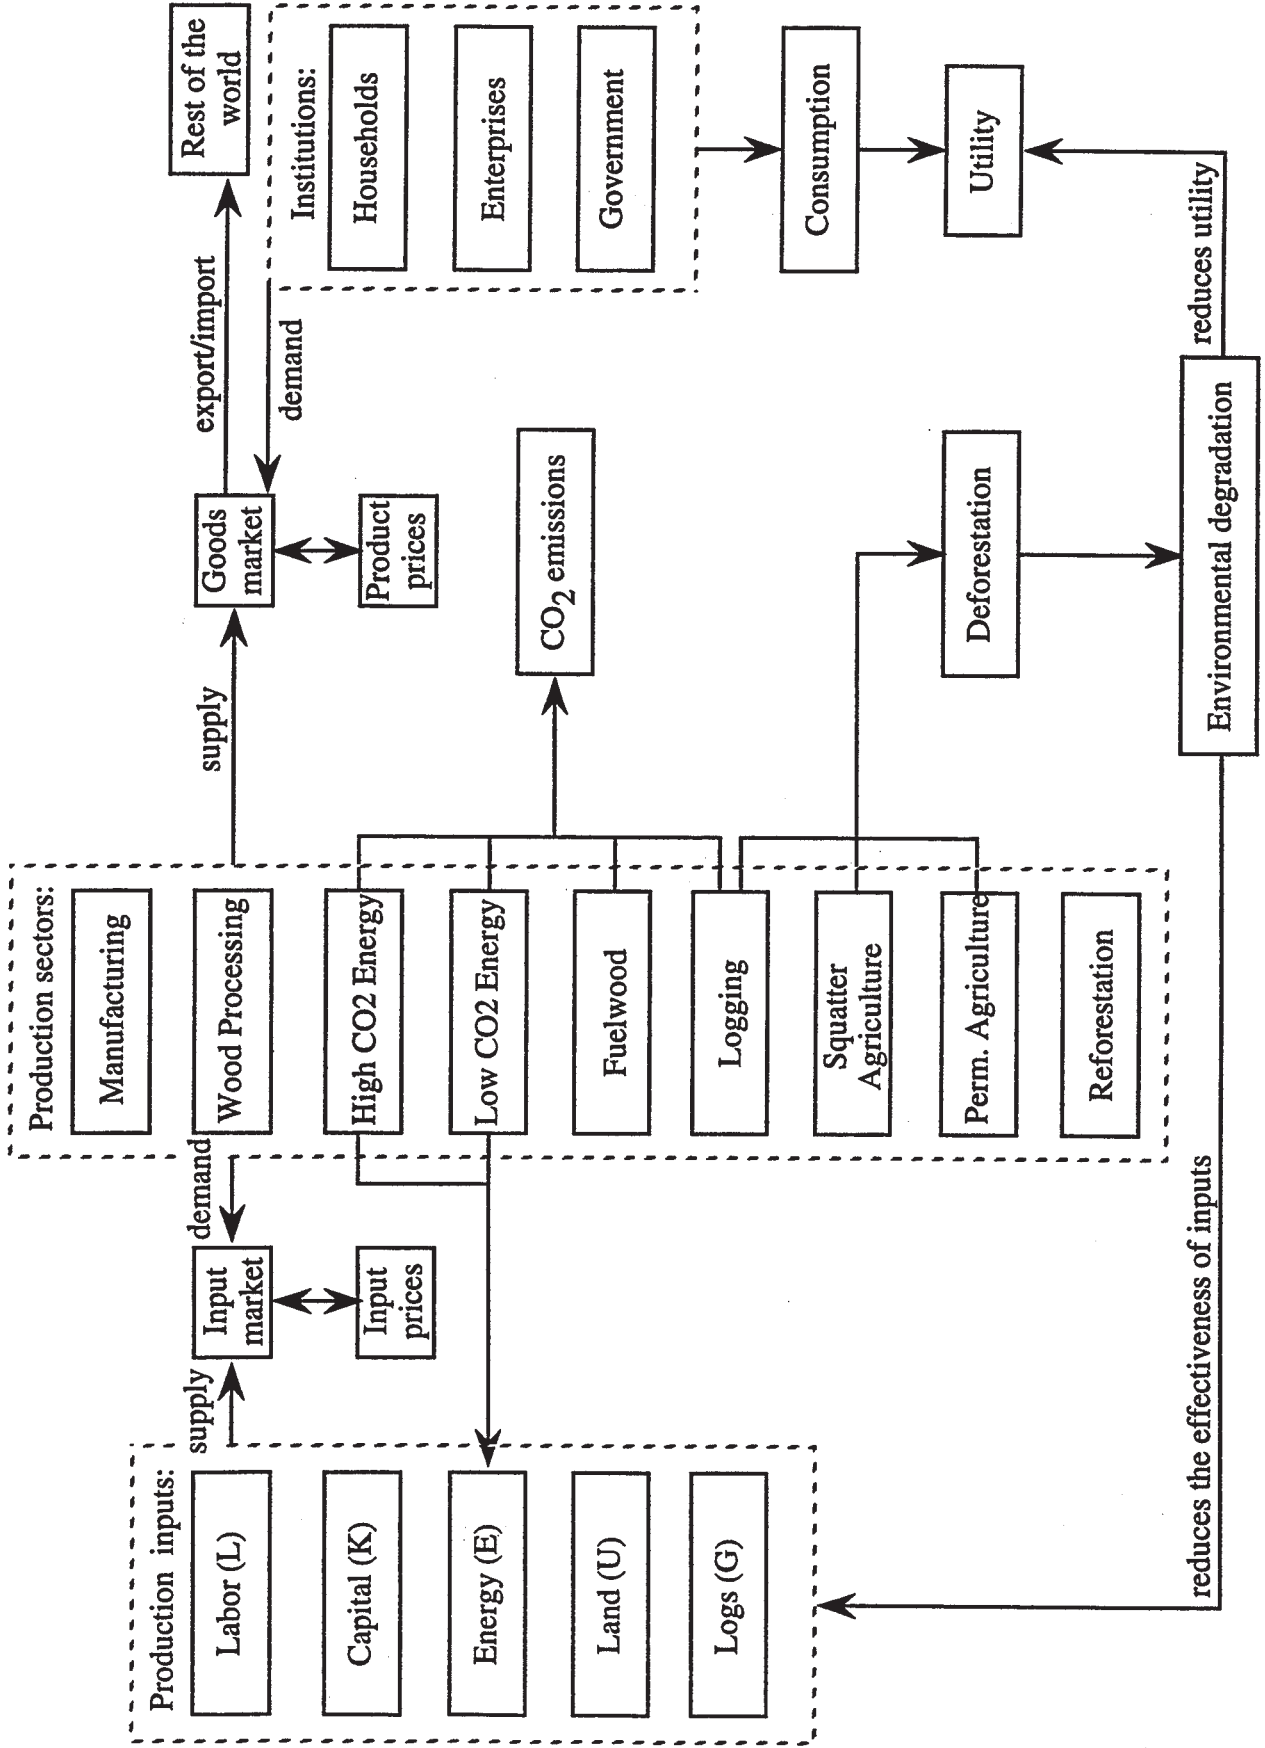 Production inputs:
Labor (L)
Capital (K)
Energy (E)
Land (U)
Logs (G)
supply
Input
market
Input
prices
demand
Production sectors:
Manufacturing
Wood Processing
High CO2 Energy
Low CO2 Energy
Fuelwood
Logging
Squatter
Agriculture
Perm. Agriculture
Reforestation
supply
Goods
market
Product
prices
export/import
demand
Rest of the
world
Institutions:
Households
Enterprises
Government
CO2 emissions
Consumption
Utility
Deforestation
Environmental degradation
reduces utility
reduces the effectiveness of inputs